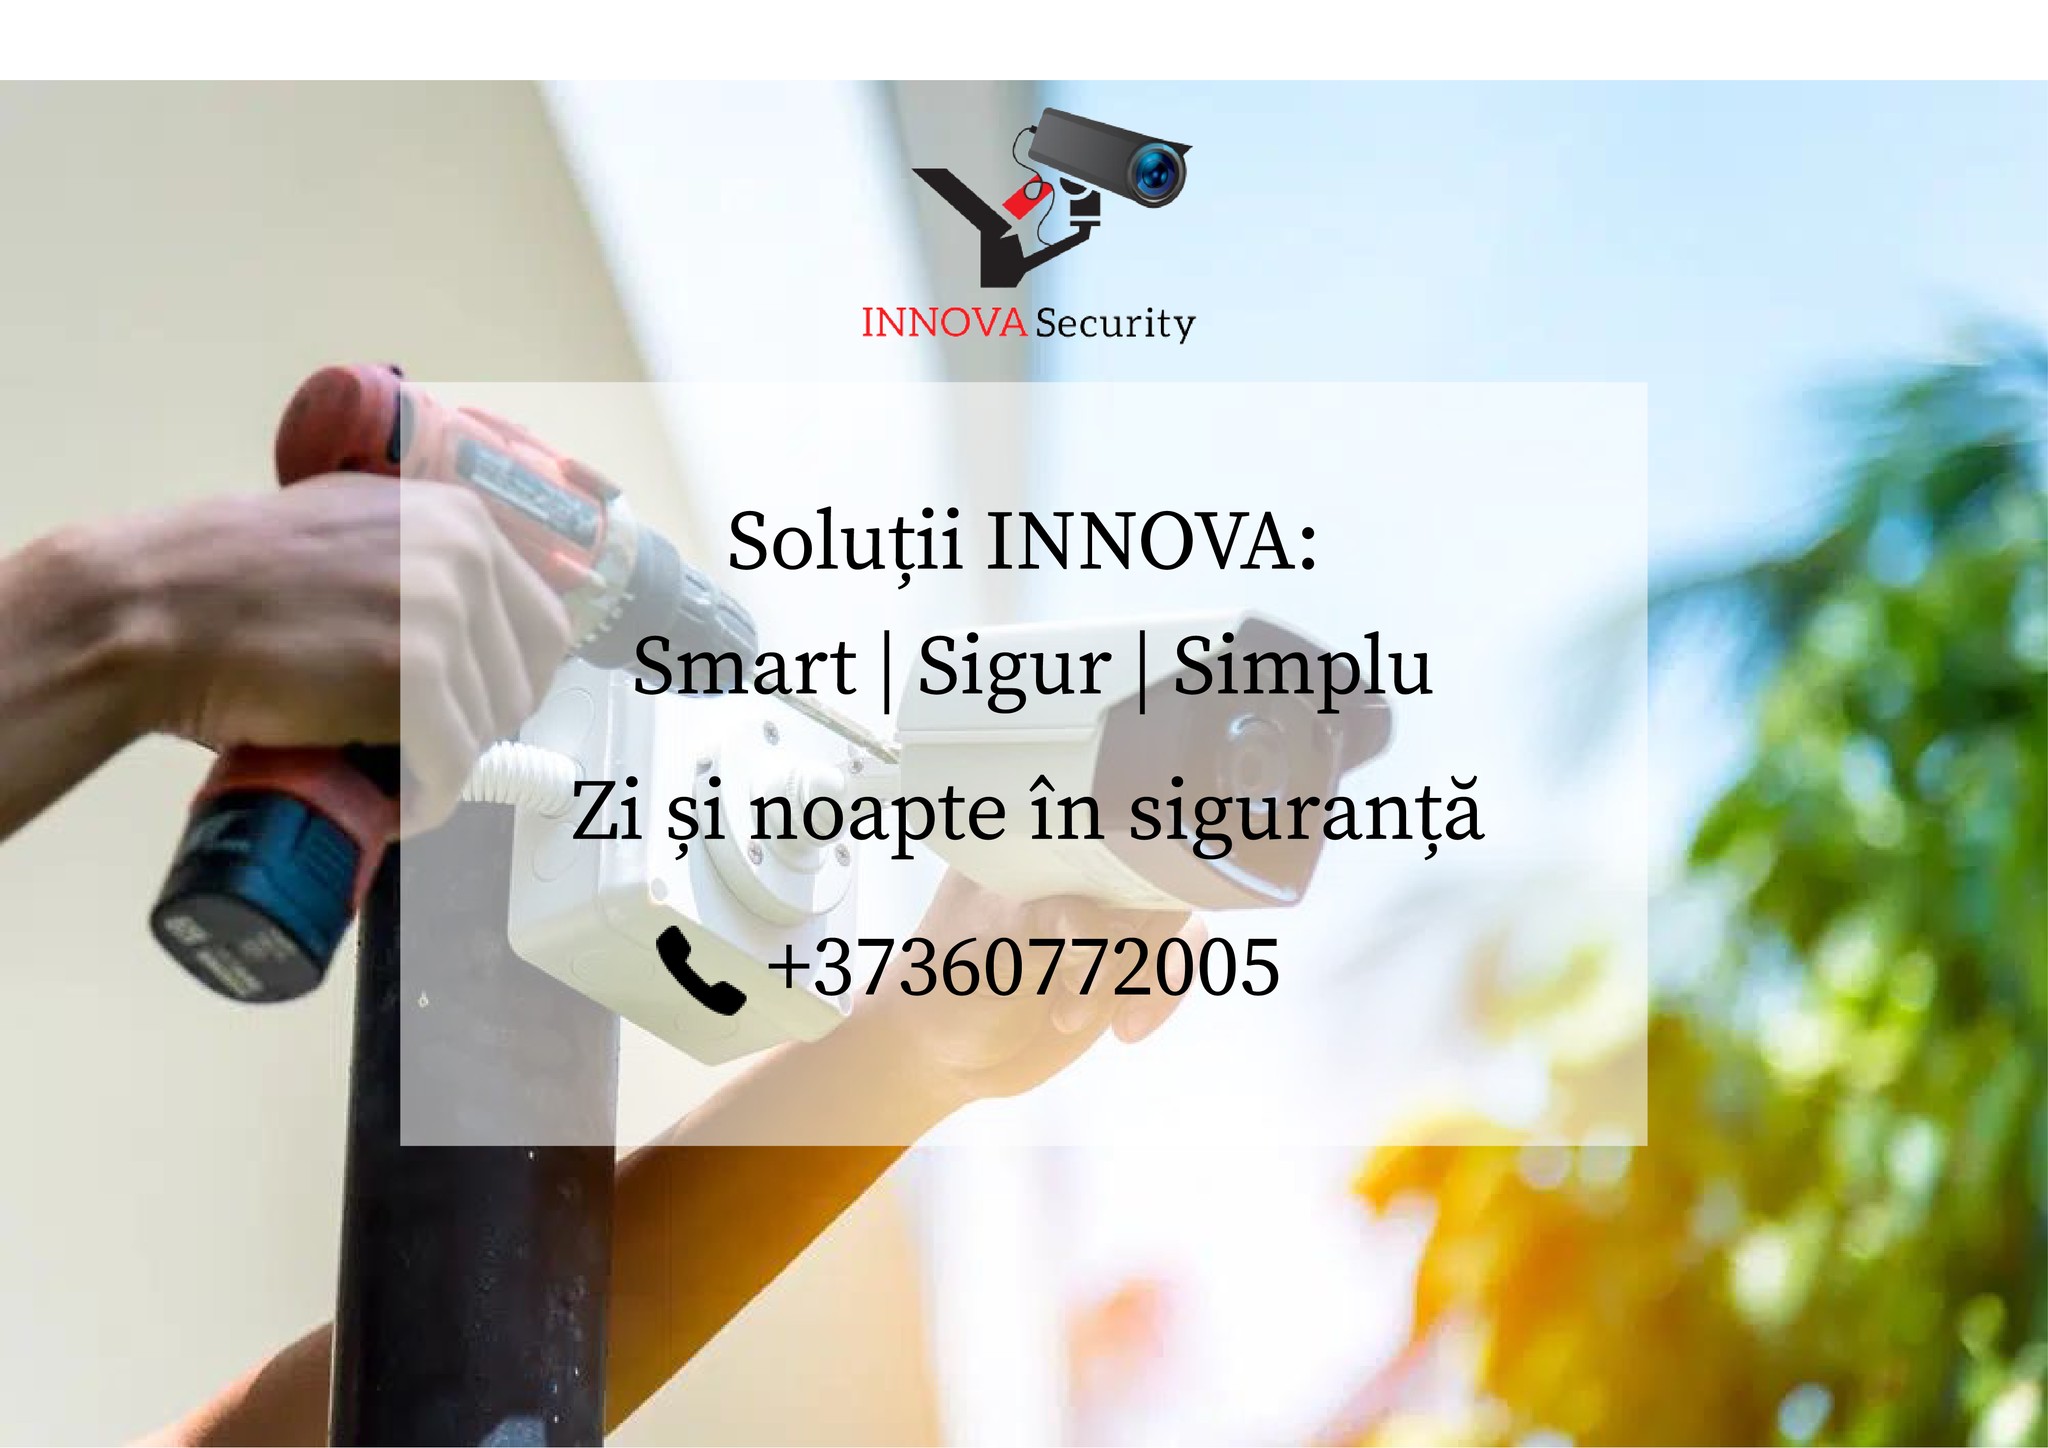 INNOVA Security
Soluții INNOVA:
Smart | Sigur | Simplu
Zi și noapte în siguranță
+37360772005